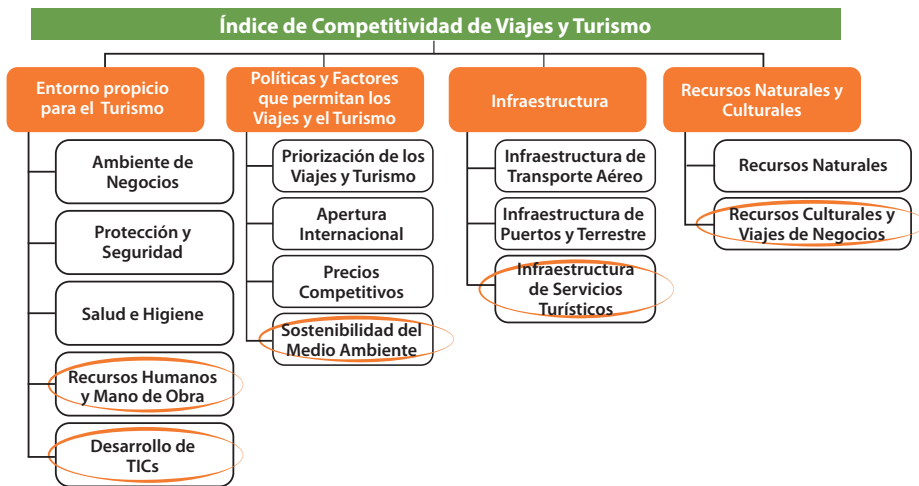 Índice de Competitividad de Viajes y Turismo
Entorno propicio
para el Turismo
Ambiente de
Negocios
Protección y
Seguridad
Salud e Higiene
Recursos Humanos
y Mano de Obra
Desarrollo de
TICs
Políticas y Factores
que permitan los
Viajes y el Turismo
Priorización de los
Viajes y Turismo
Apertura
Internacional
Precios
Competitivos
Sostenibilidad del
Medio Ambiente
Infraestructura
Infraestructura de
Transporte Aéreo
Infraestructura de
Puertos y Terrestre
Infraestructura
de Servicios
Turísticos
Recursos Naturales y
Culturales
Recursos Naturales
Recursos Culturales y
Viajes de Negocios